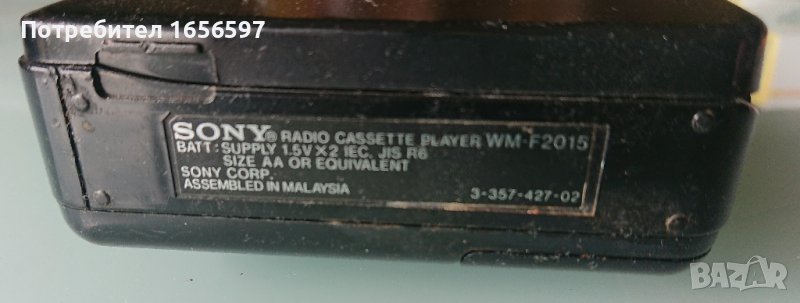 Потребител 1656597
SONY® RADIO CASSETTE PLAYER WM-F2015
BATT: SUPPLY 1.5V×2 IEC. JIS R6
SIZE AA OR EQUIVALENT
SONY CORP.
ASSEMBLED IN MALAYSIA 3-357-427-02
BAZAR